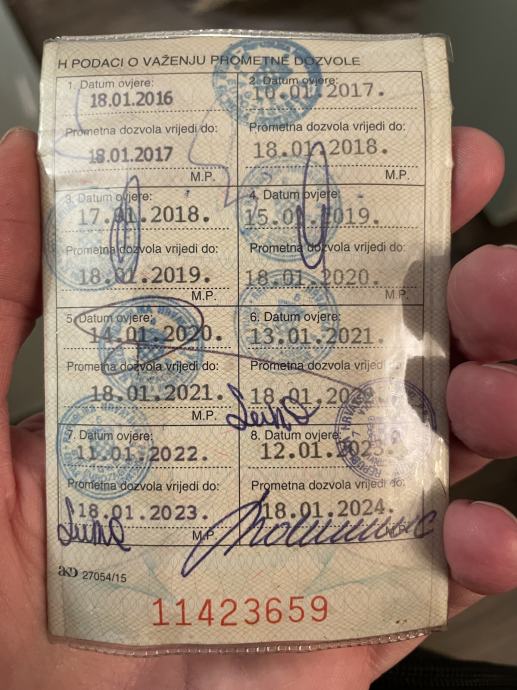 H PODACI O VAŽENJU PROMETNE DOZVOLE
1. Datum ovjere:
18.01.2016
Prometna dozvola vrijedi do:
18.01.2017
M.P.
2. Datum ovjere:
10.01.2017.
Prometna dozvola vrijedi do:
18.01.2018.
M.P.
3. Datum ovjere:
17.01.2018.
Prometna dozvola vrijedi do:
18.01.2019.
M.P.
4. Datum ovjere:
15.01.2019.
Prometna dozvola vrijedi do:
18.01.2020.
M.P.
5. Datum ovjere:
14.01.2020.
Prometna dozvola vrijedi do:
18.01.2021.
M.P.
6. Datum ovjere:
13.01.2021.
Prometna dozvola vrijedi do:
18.01.2022.
7. Datum ovjere:
11.01.2022.
Prometna dozvola vrijedi do:
18.01.2023.
M.P.
8. Datum ovjere:
12.01.2023.
Prometna dozvola vrijedi do:
18.01.2024.
M.P.
AKD 27054/15
11423659